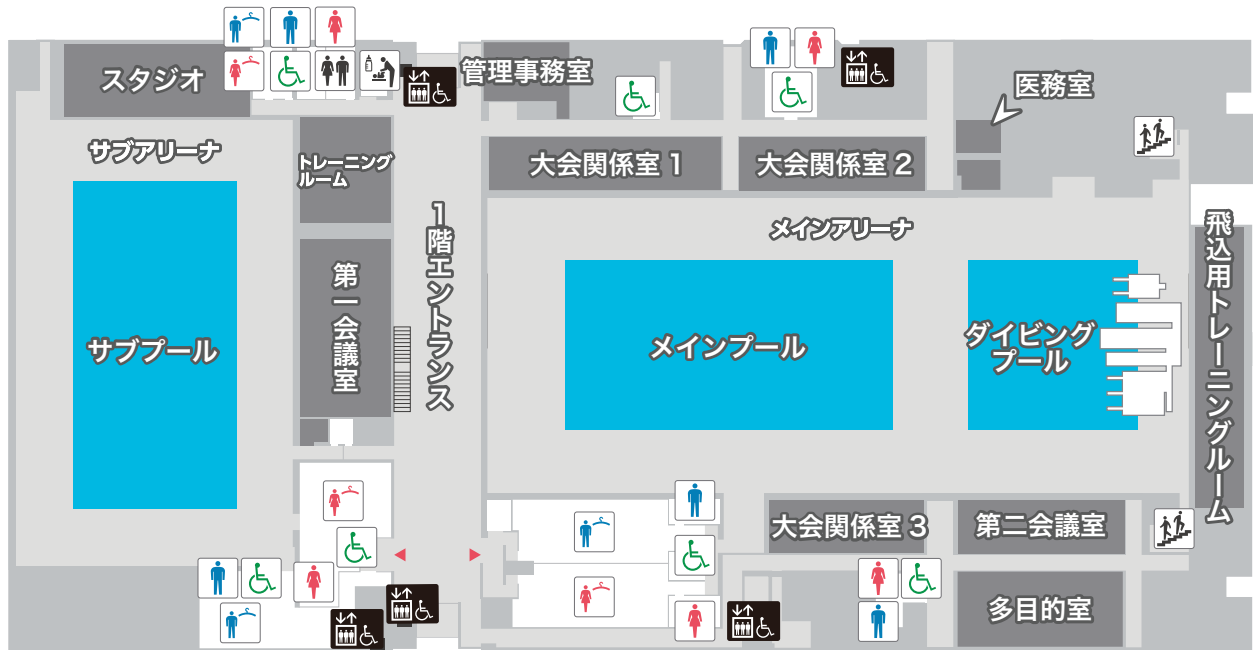 スタジオ
管理事務室
医務室
サブアリーナ
トレーニング
ルーム
大会関係室 1
大会関係室 2
1階エントランス
メインアリーナ
飛込用トレーニングルーム
第一会議室
サブプール
メインプール
ダイビング
プール
大会関係室 3
第二会議室
多目的室